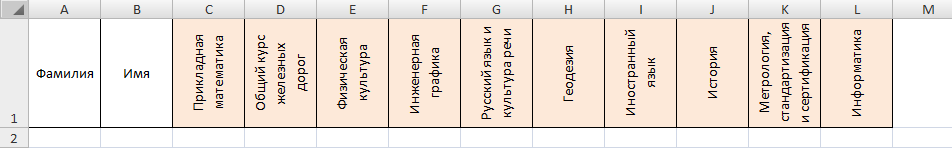 A B C D E F G H I J K L M
1
Фамилия
Имя
Прикладная
математика
Общий курс
железных
дорог
Физическая
культура
Инженерная
графика
Русский язык и
культура речи
Геодезия
Иностранный
язык
История
Метрология,
стандартизация
и сертификация
Информатика
2